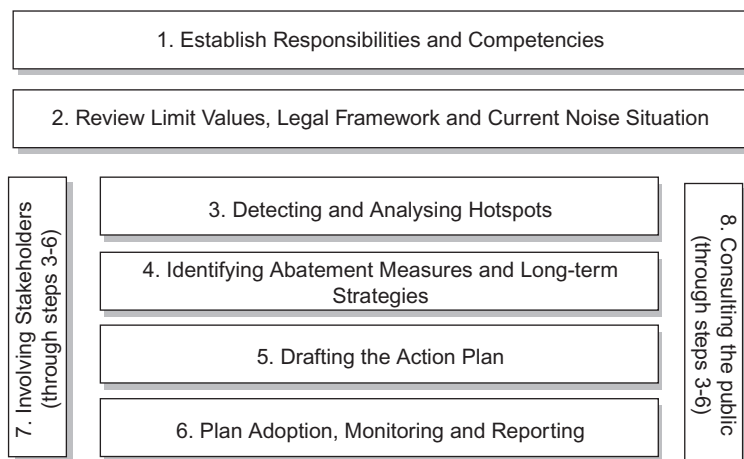 1. Establish Responsibilities and Competencies
2. Review Limit Values, Legal Framework and Current Noise Situation
3. Detecting and Analysing Hotspots
4. Identifying Abatement Measures and Long-term
Strategies
5. Drafting the Action Plan
6. Plan Adoption, Monitoring and Reporting
7. Involving Stakeholders
(through steps 3-6)
8. Consulting the public
(through steps 3-6)